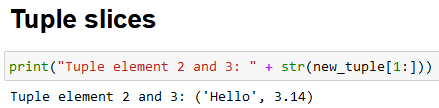 Tuple slices
print("Tuple element 2 and 3: " + str(new_tuple[1:]))
Tuple element 2 and 3: ('Hello', 3.14)